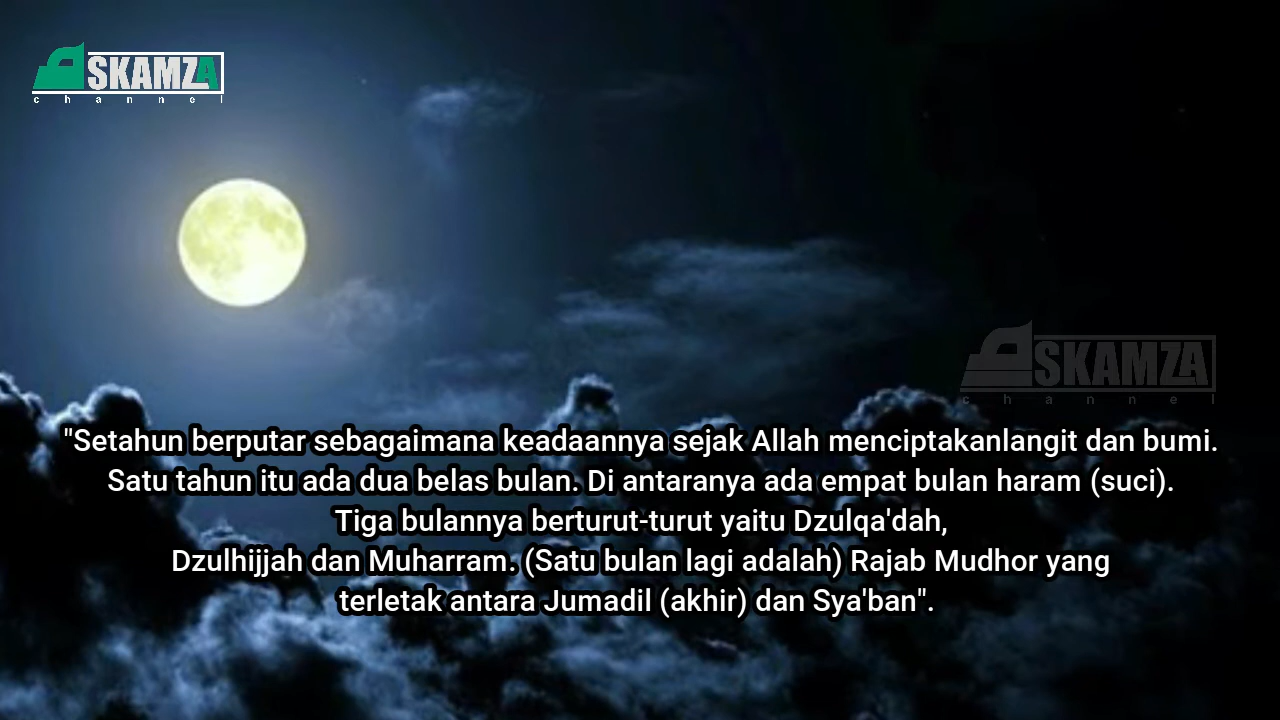 ASKAMZA
channel
ASKAMZA
channel
"Setahun berputar sebagaimana keadaannya sejak Allah menciptakanlangit dan bumi.
Satu tahun itu ada dua belas bulan. Di antaranya ada empat bulan haram (suci).
Tiga bulannya berturut-turut yaitu Dzulqa'dah,
Dzulhijjah dan Muharram. (Satu bulan lagi adalah) Rajab Mudhor yang
terletak antara Jumadil (akhir) dan Sya'ban".